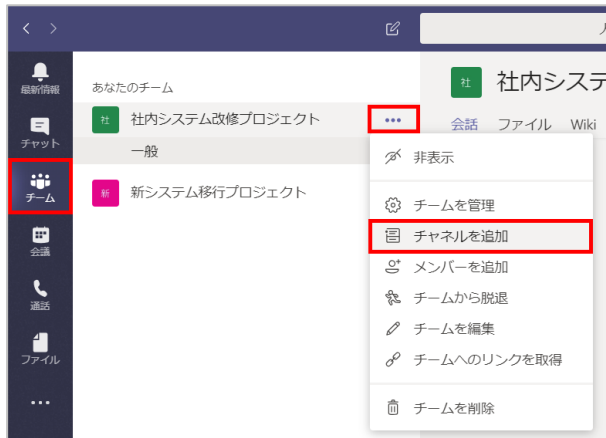 最新情報
チャット
チーム
会議
通話
ファイル
あなたのチーム
社 社内システム改修プロジェクト
一般
新 新システム移行プロジェクト
社 社内システ
会話 ファイル Wiki
非表示
チームを管理
チャネルを追加
メンバーを追加
チームから脱退
チームを編集
チームへのリンクを取得
チームを削除